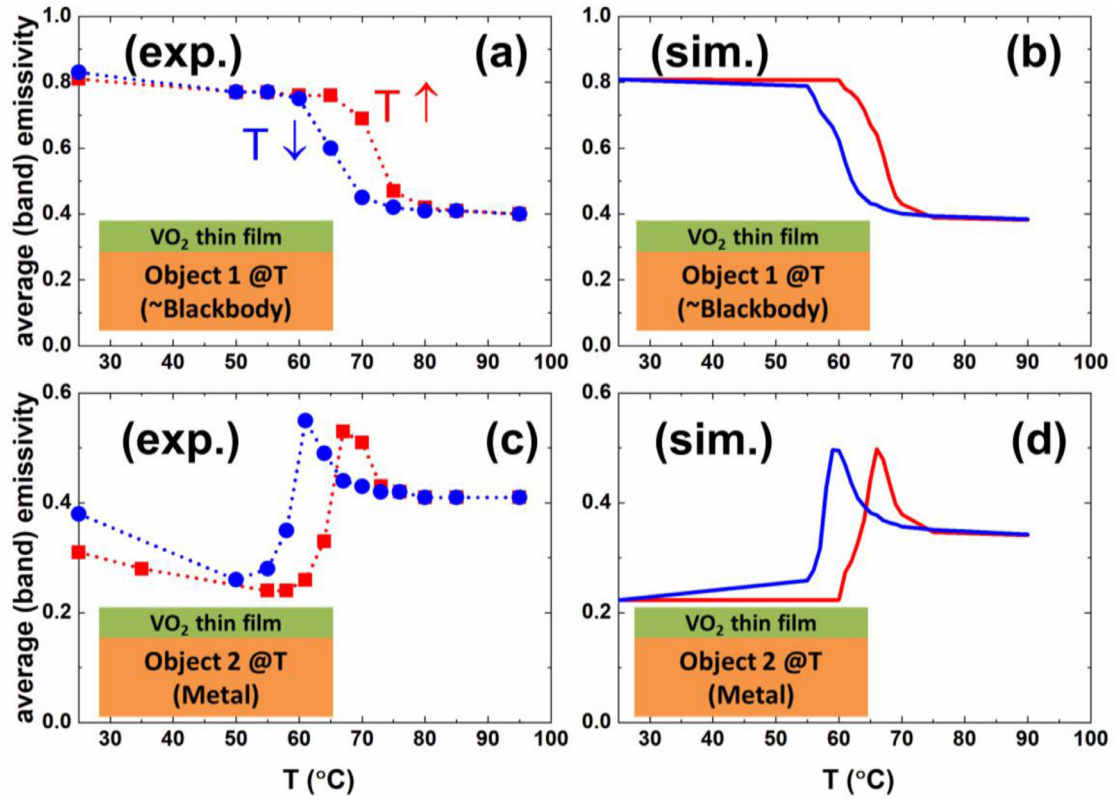 (exp.) (a)
T ↑
T ↓
VO₂ thin film
Object 1 @T
(~Blackbody)
average (band) emissivity
1.0
0.8
0.6
0.4
0.2
0.0
30 40 50 60 70 80 90 100
(sim.) (b)
VO₂ thin film
Object 1 @T
(~Blackbody)
1.0
0.8
0.6
0.4
0.2
0.0
30 40 50 60 70 80 90 100
(exp.) (c)
VO₂ thin film
Object 2 @T
(Metal)
average (band) emissivity
0.6
0.4
0.2
0.0
30 40 50 60 70 80 90 100
T (°C)
(sim.) (d)
VO₂ thin film
Object 2 @T
(Metal)
0.6
0.4
0.2
0.0
30 40 50 60 70 80 90 100
T (°C)